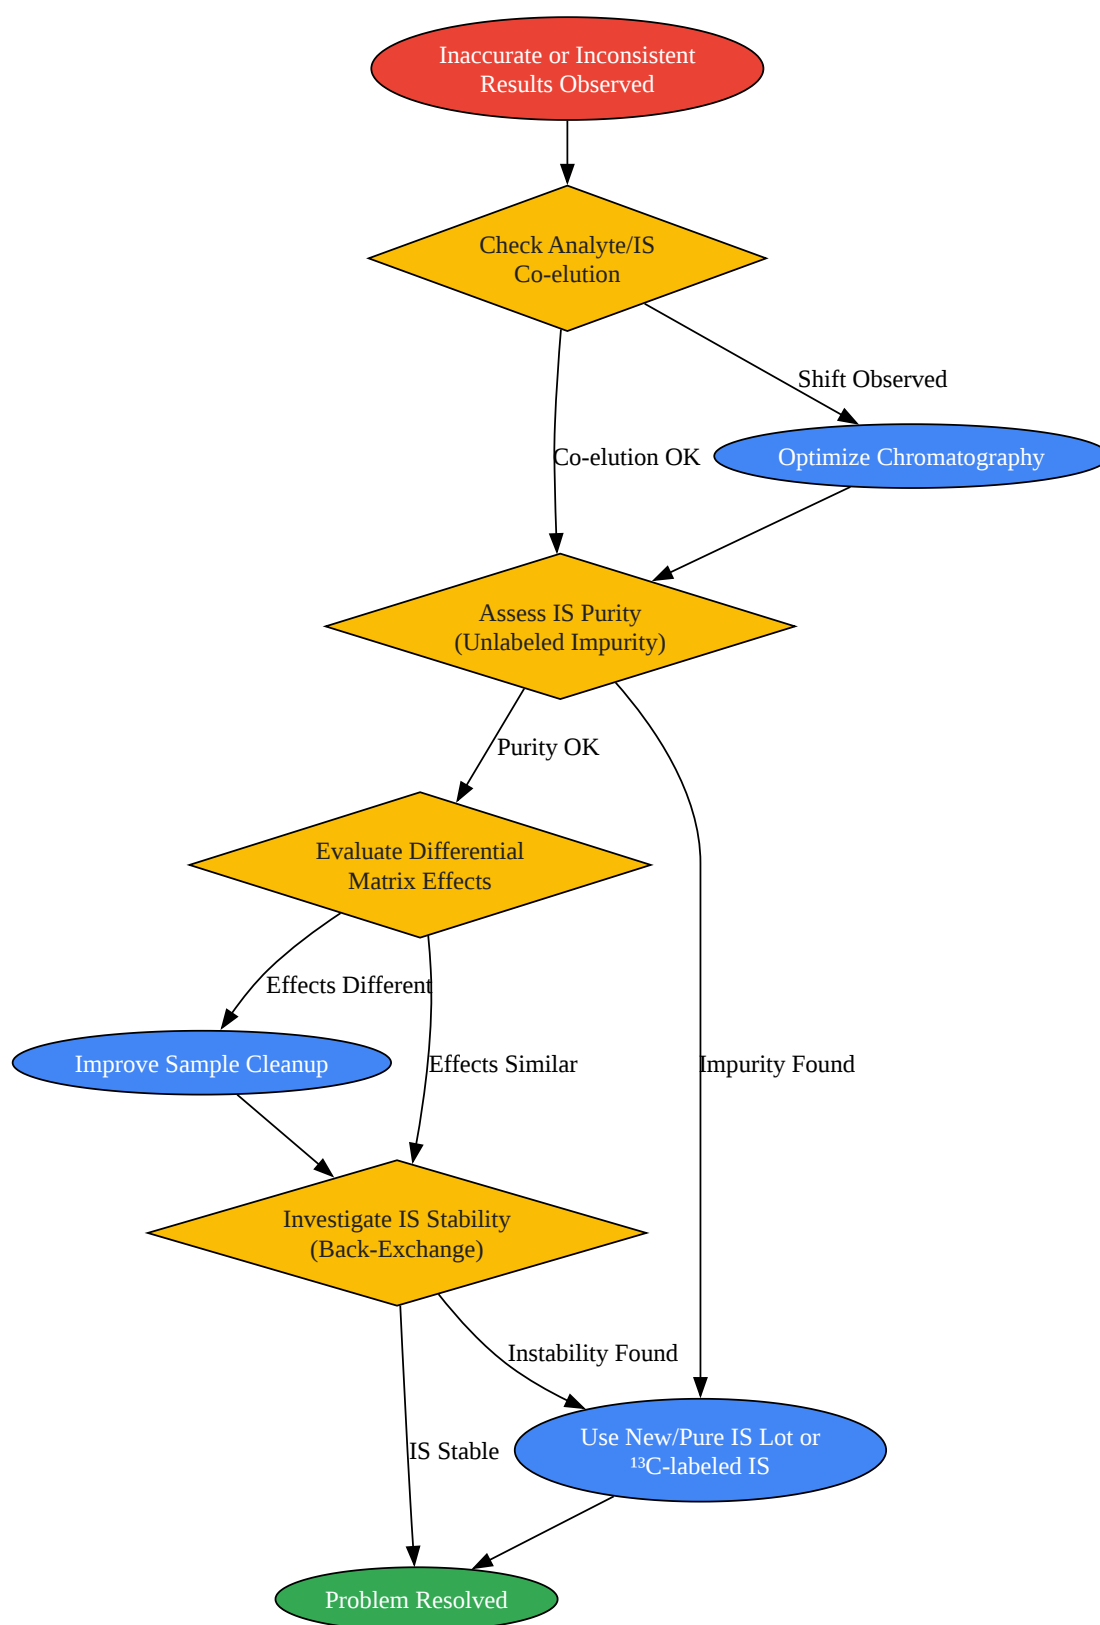 Inaccurate or Inconsistent
Results Observed
Check Analyte/IS
Co-elution
Shift Observed
Co-elution OK
Optimize Chromatography
Assess IS Purity
(Unlabeled Impurity)
Purity OK
Evaluate Differential
Matrix Effects
Effects Different
Improve Sample Cleanup
Effects Similar
Impurity Found
Investigate IS Stability
(Back-Exchange)
Instability Found
IS Stable
Use New/Pure IS Lot or
¹³C-labeled IS
Problem Resolved